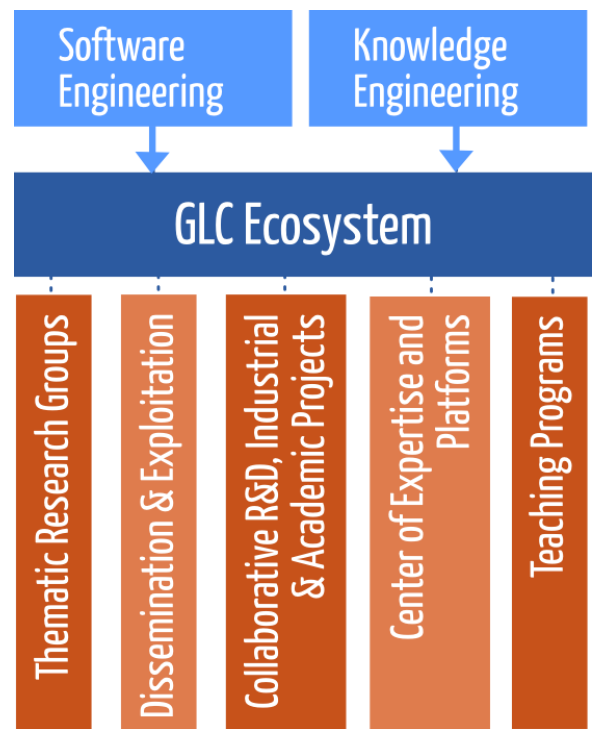 Software
Engineering
Knowledge
Engineering
GLC Ecosystem
Thematic Research Groups
Dissemination & Exploitation
Collaborative R&D, Industrial
& Academic Projects
Center of Expertise and
Platforms
Teaching Programs